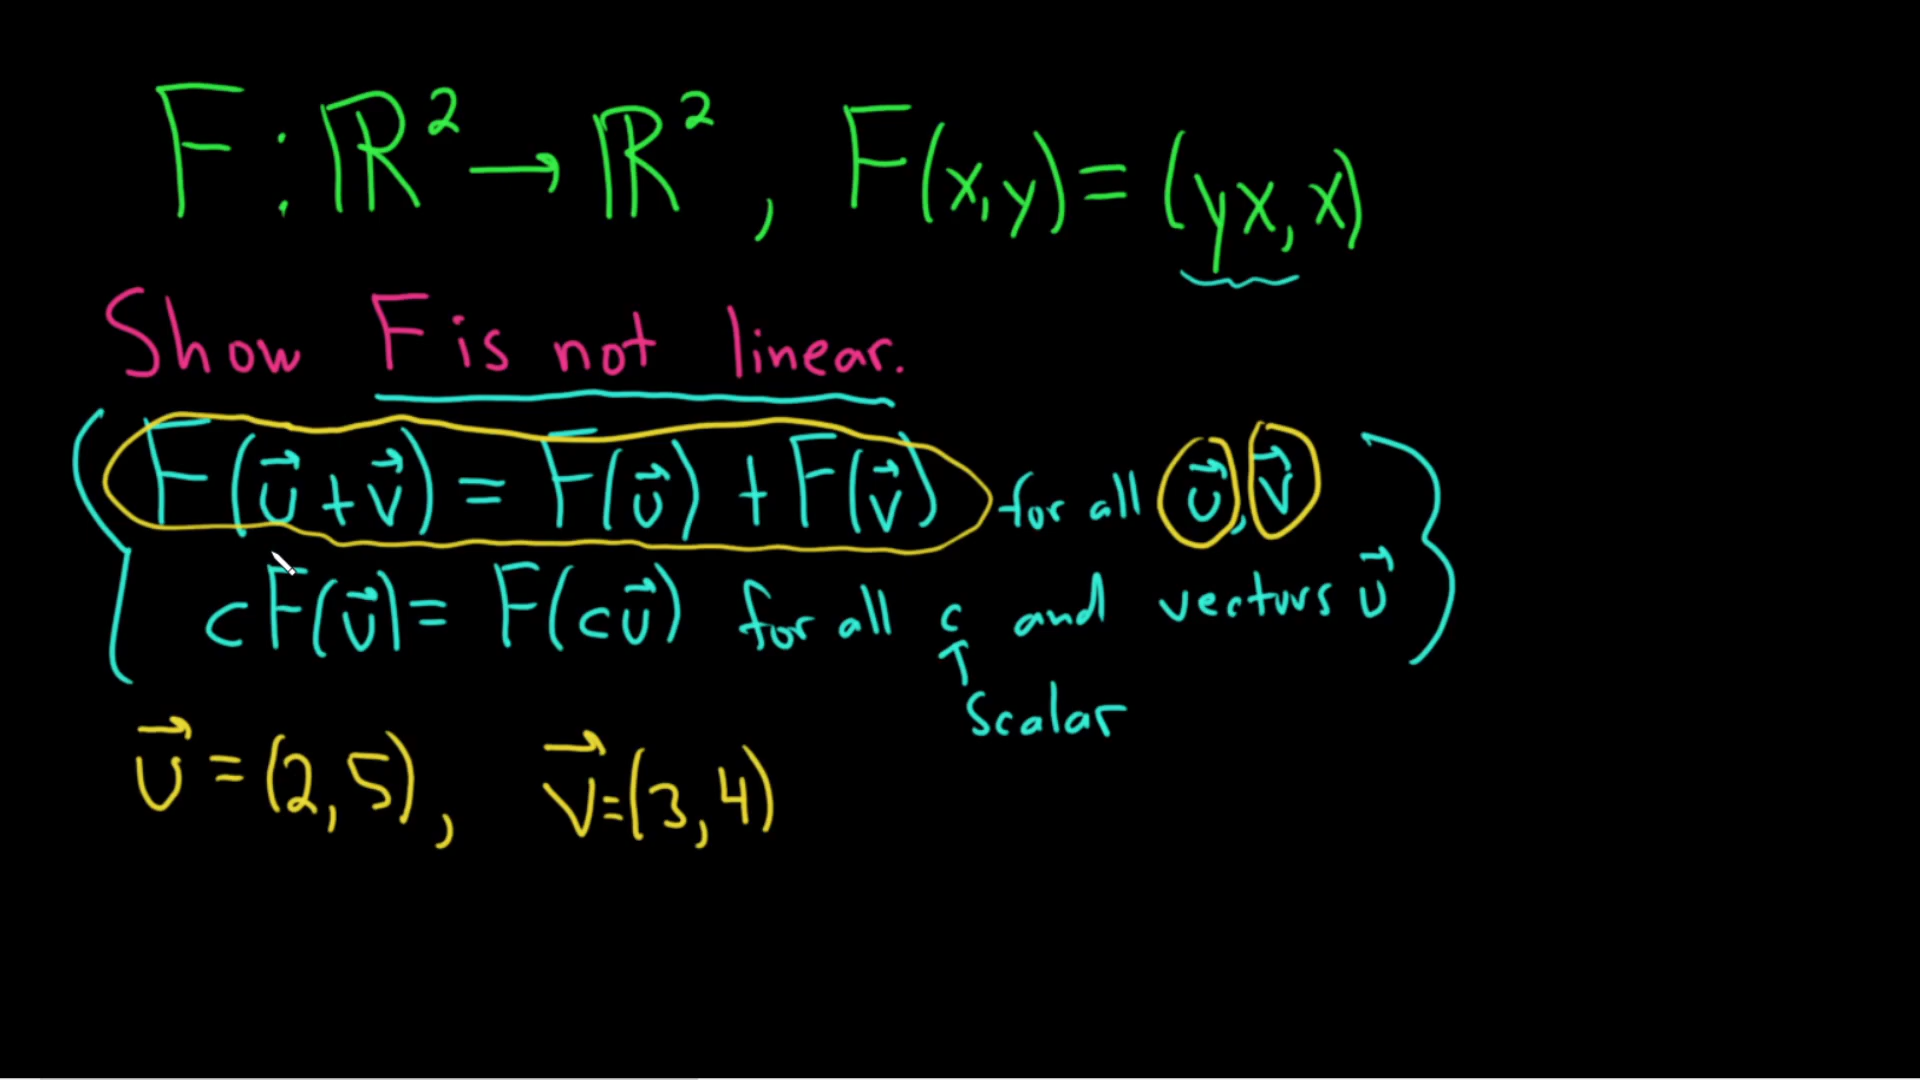 F: ℝ² → ℝ², F(x,y) = (yx, x)
Show F is not linear.
F(u⃗ + v⃗) = F(u⃗) + F(v⃗) for all u⃗, v⃗
cF(u⃗) = F(cu⃗) for all c and vectors u⃗
↑
scalar
u⃗ = (2,5), v⃗ = (3,4)